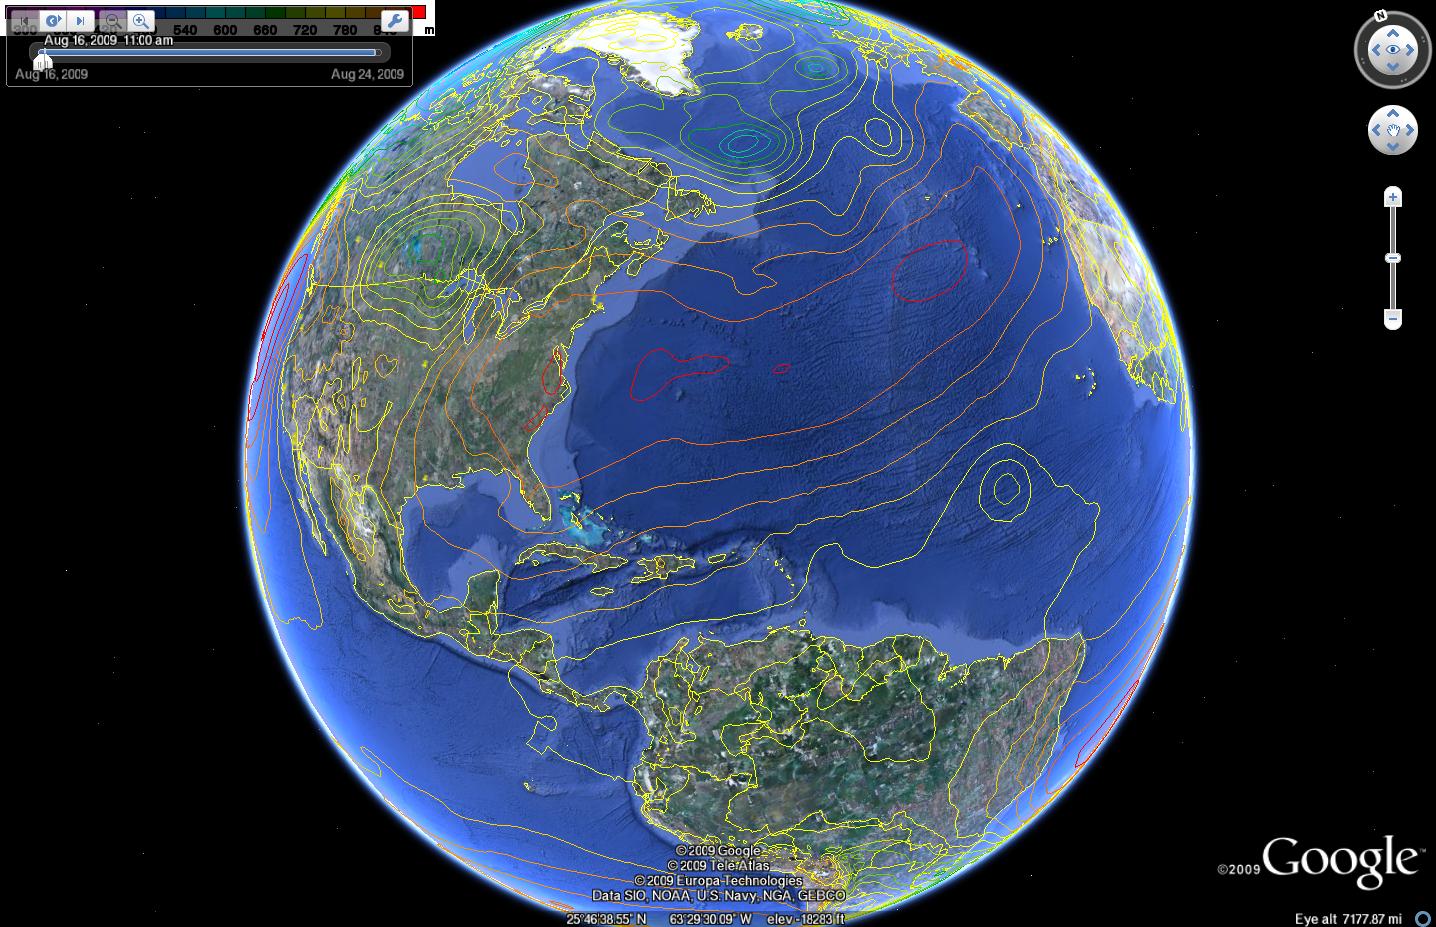 540 600 660 720 780
m
Aug 16, 2009 11:00 am
Aug 16, 2009 Aug 24, 2009
N
©2009 Google
© 2009 Tele Atlas
© 2009 Europa Technologies
Data SIO, NOAA, U.S. Navy, NGA, GEBCO
©2009 Google™
25°46'38.55" N 63°29'30.09" W elev -18283 ft
Eye alt 7177.87 mi